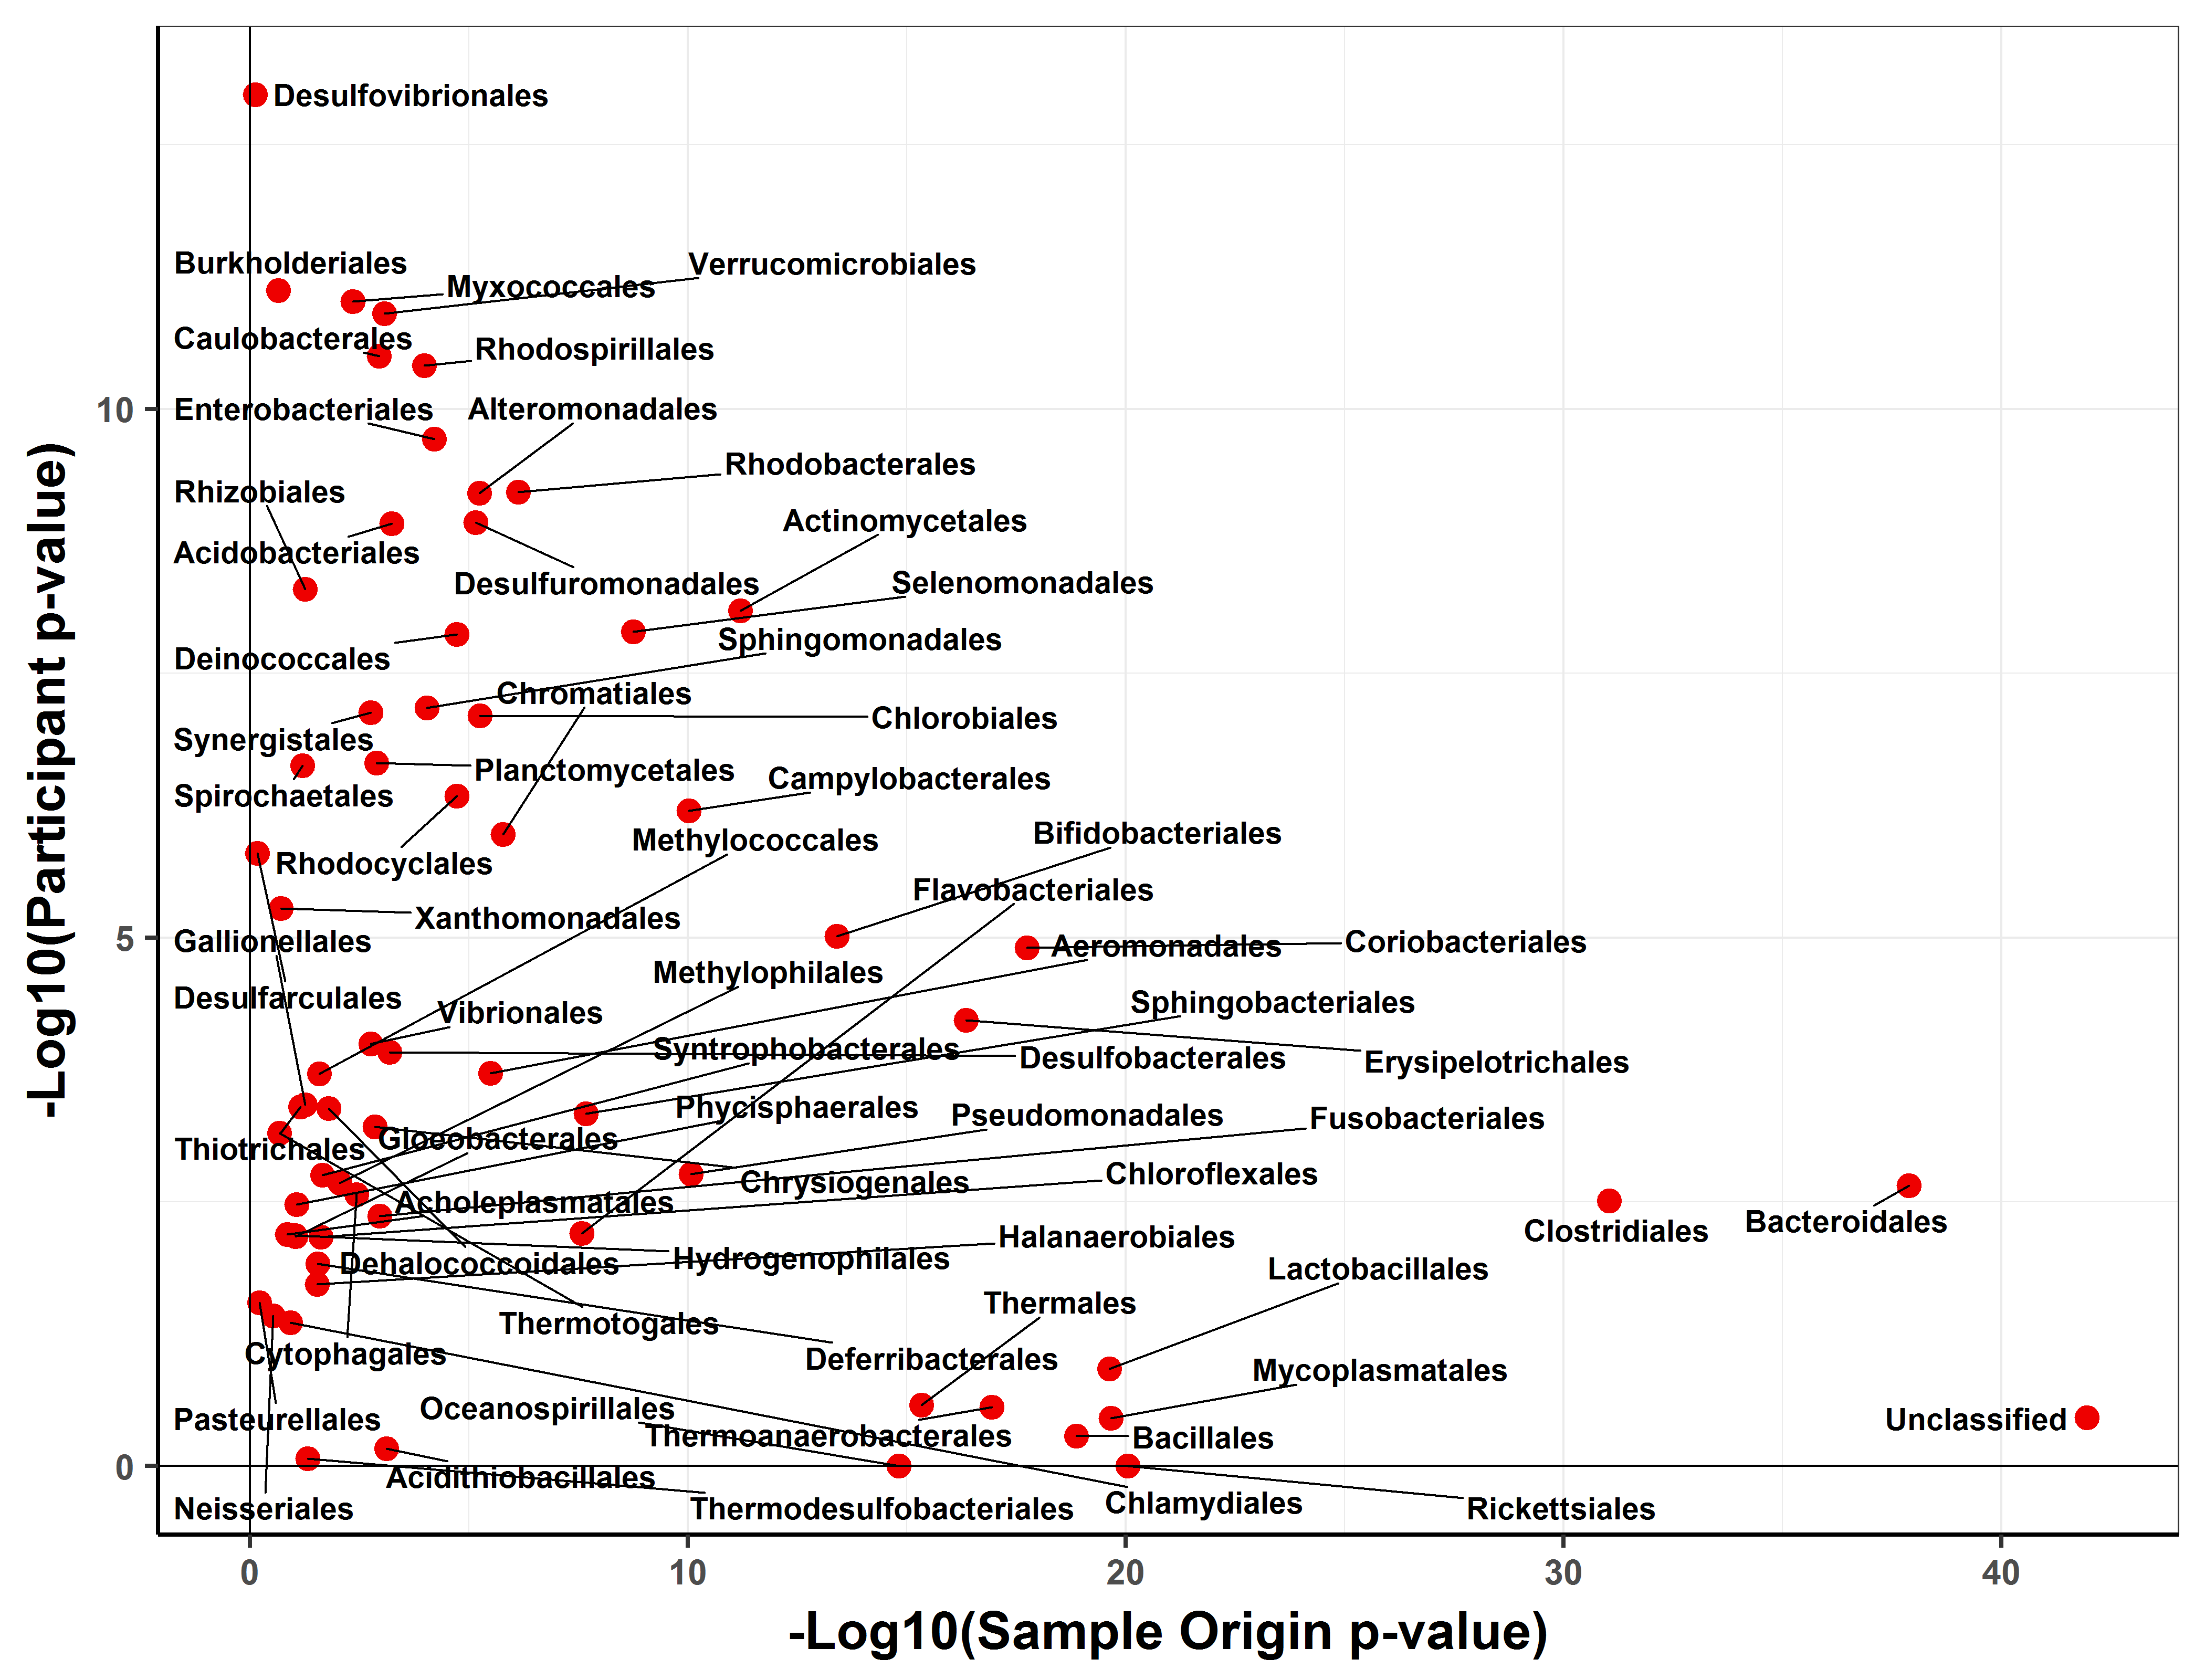 Desulfovibrionales
Burkholderiales
Verrucomicrobiales
Myxococcales
Caulobacterales
Rhodospirillales
10
Enterobacteriales
Alteromonadales
Rhodobacterales
Rhizobiales
Actinomycetales
Acidobacteriales
Desulfuromonadales
Selenomonadales
Sphingomonadales
Deinococcales
Chromatiales
Chlorobiales
Synergistales
Planctomycetales
Campylobacterales
Spirochaetales
Methylococcales
Bifidobacteriales
Rhodocyclales
Flavobacteriales
Xanthomonadales
5
Gallionellales
Aeromonadales
Coriobacteriales
Methylophilales
Desulfarculales
Sphingobacteriales
Vibrionales
Syntrophobacterales
Desulfobacterales
Erysipelotrichales
Phycisphaerales
Pseudomonadales
Fusobacteriales
Thiotrichales
Gloeobacterales
Chrysiogenales
Chloroflexales
Acholeplasmatales
Clostridiales
Bacteroidales
Halanaerobiales
Dehalococcoidales
Hydrogenophilales
Lactobacillales
Thermales
Thermotogales
Cytophagales
Deferribacterales
Mycoplasmatales
Pasteurellales
Oceanospirillales
Thermoanaerobacterales
Bacillales
Unclassified
0
Acidithiobacillales
Neisseriales
Thermodesulfobacteriales
Chlamydiales
Rickettsiales
0
10
20
30
40
-Log10(Sample Origin p-value)
-Log10(Participant p-value)